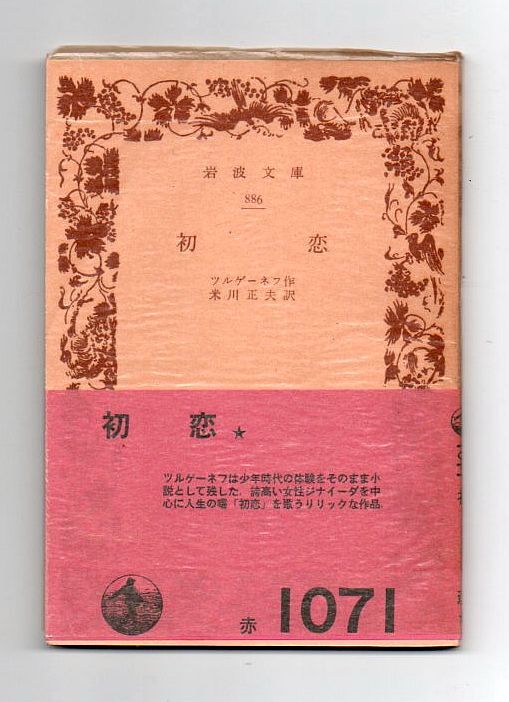 岩波文庫
886
初恋
ツルゲーネフ作
米川正夫訳
初恋★
ツルゲーネフは少年時代の体験をそのまま小
説として残した．誇高い女性ジナイーダを中
心に人生の曙「初恋」を歌うリリックな作品．
赤 1071